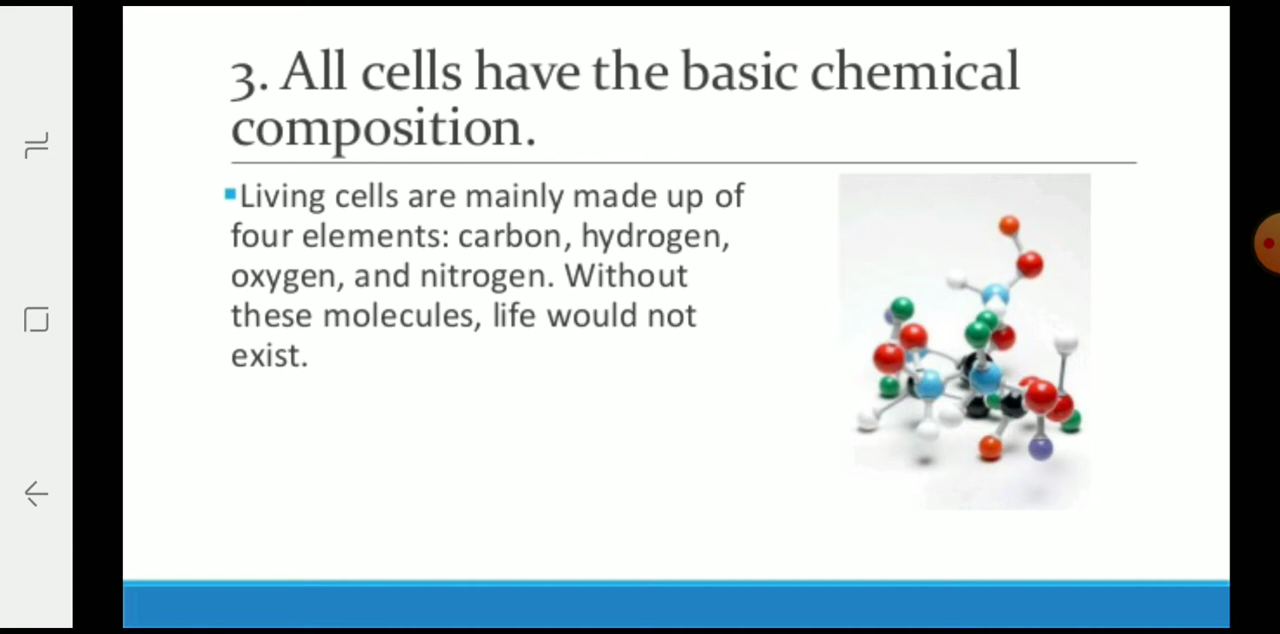 3. All cells have the basic chemical
composition.
Living cells are mainly made up of
four elements: carbon, hydrogen,
oxygen, and nitrogen. Without
these molecules, life would not
exist.